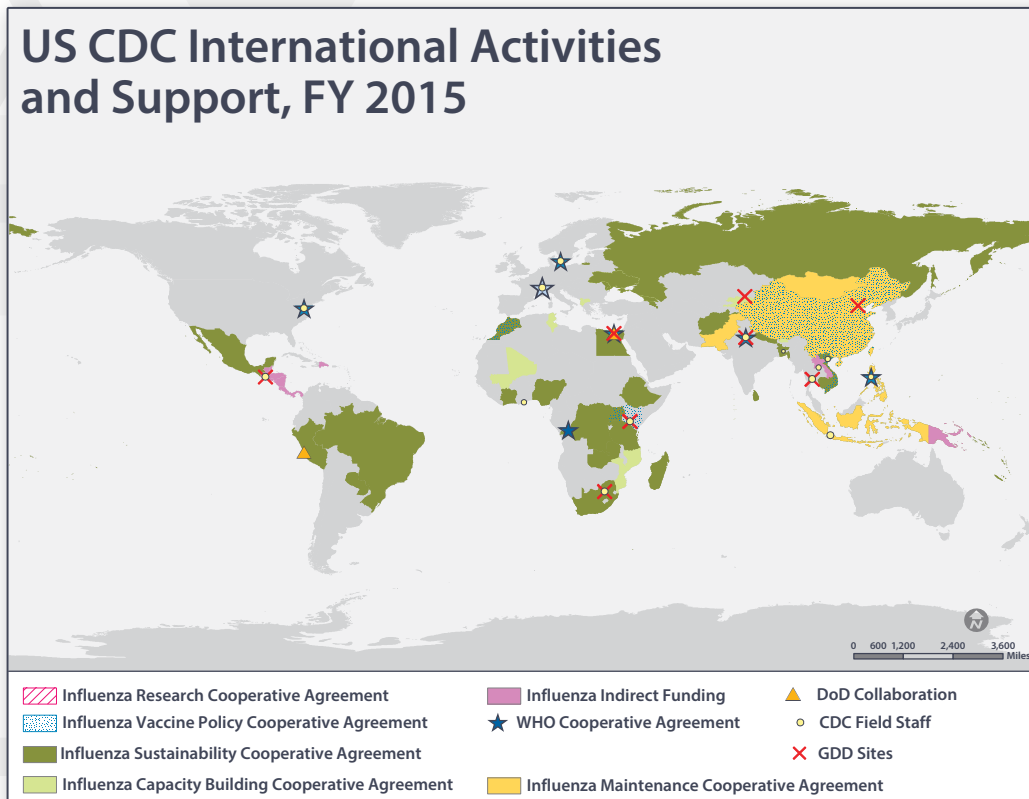 US CDC International Activities
and Support, FY 2015
N
0 600 1,200 2,400 3,600
Miles
Influenza Research Cooperative Agreement
Influenza Vaccine Policy Cooperative Agreement
Influenza Sustainability Cooperative Agreement
Influenza Capacity Building Cooperative Agreement
Influenza Indirect Funding
WHO Cooperative Agreement
Influenza Maintenance Cooperative Agreement
DoD Collaboration
CDC Field Staff
GDD Sites